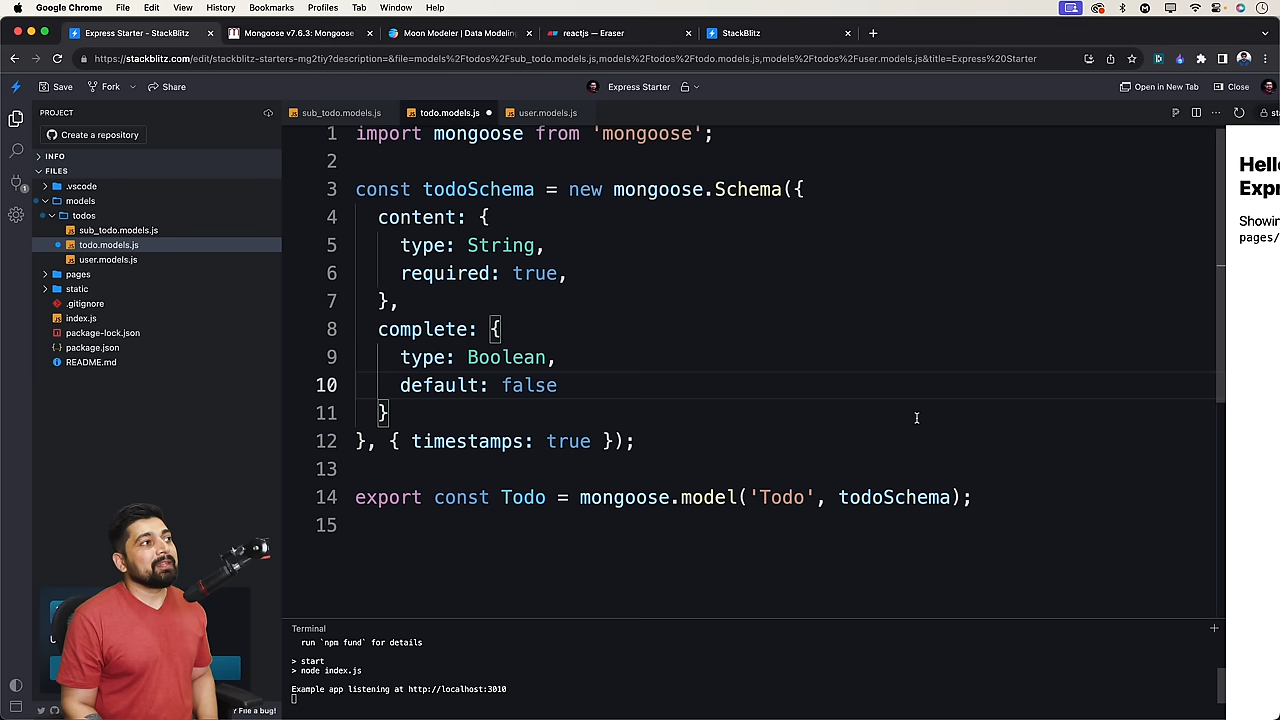 Google Chrome File Edit View History Bookmarks Profiles Tab Window Help
Express Starter - StackBlitz
Mongoose v7.6.3: Mongoose
Moon Modeler | Data Modeling
reactjs — Eraser
StackBlitz
https://stackblitz.com/edit/stackblitz-starters-mg2tiy?description=&file=models%2Ftodos%2Fsub_todo.models.js,models%2Ftodos%2Ftodo.models.js,models%2Ftodos%2Fuser.models.js&title=Express%20Starter
Save Fork Share
Express Starter
Open in New Tab Close
PROJECT
Create a repository
INFO
FILES
.vscode
models
todos
sub_todo.models.js
todo.models.js
user.models.js
pages
static
.gitignore
index.js
package-lock.json
package.json
README.md
sub_todo.models.js todo.models.js user.models.js
1 import mongoose from 'mongoose';
2
3 const todoSchema = new mongoose.Schema({
4 content: {
5 type: String,
6 required: true,
7 },
8 complete: {
9 type: Boolean,
10 default: false
11 }
12 }, { timestamps: true });
13
14 export const Todo = mongoose.model('Todo', todoSchema);
15
Hell
Expr
Showin
pages/
Terminal
run `npm fund` for details
> start
> node index.js
Example app listening at http://localhost:3010
File a bug!